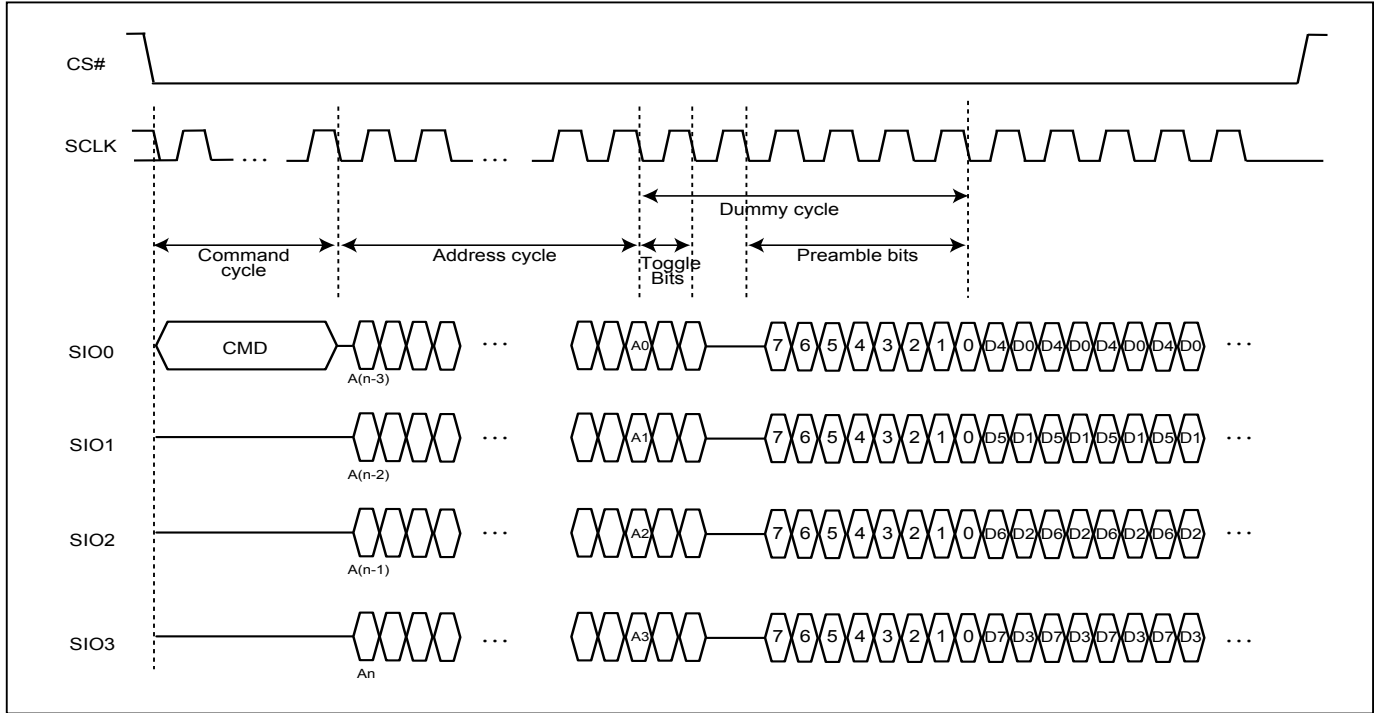 CS#
SCLK
...
...
Dummy cycle
Command
cycle
Address cycle
Toggle
Bits
Preamble bits
SIO0
CMD
...
A0
7 6 5 4 3 2 1 0 D4 D0 D4 D0 D4 D0 D4 D0
...
A(n-3)
SIO1
...
A1
7 6 5 4 3 2 1 0 D5 D1 D5 D1 D5 D1 D5 D1
...
A(n-2)
SIO2
...
A2
7 6 5 4 3 2 1 0 D6 D2 D6 D2 D6 D2 D6 D2
...
A(n-1)
SIO3
...
A3
7 6 5 4 3 2 1 0 D7 D3 D7 D3 D7 D3 D7 D3
...
An